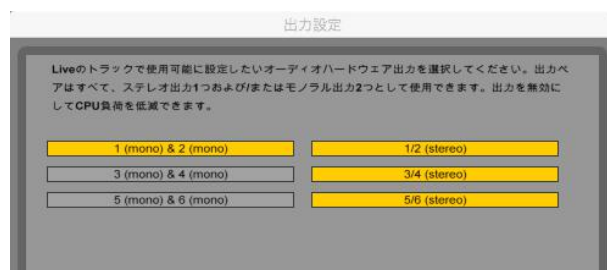 出力設定
Liveのトラックで使用可能に設定したいオーディオハードウェア出力を選択してください。出力ペ
アはすべて、ステレオ出力1つおよび/またはモノラル出力2つとして使用できます。出力を無効に
してCPU負荷を低減できます。
1 (mono) & 2 (mono) 1/2 (stereo)
3 (mono) & 4 (mono) 3/4 (stereo)
5 (mono) & 6 (mono) 5/6 (stereo)